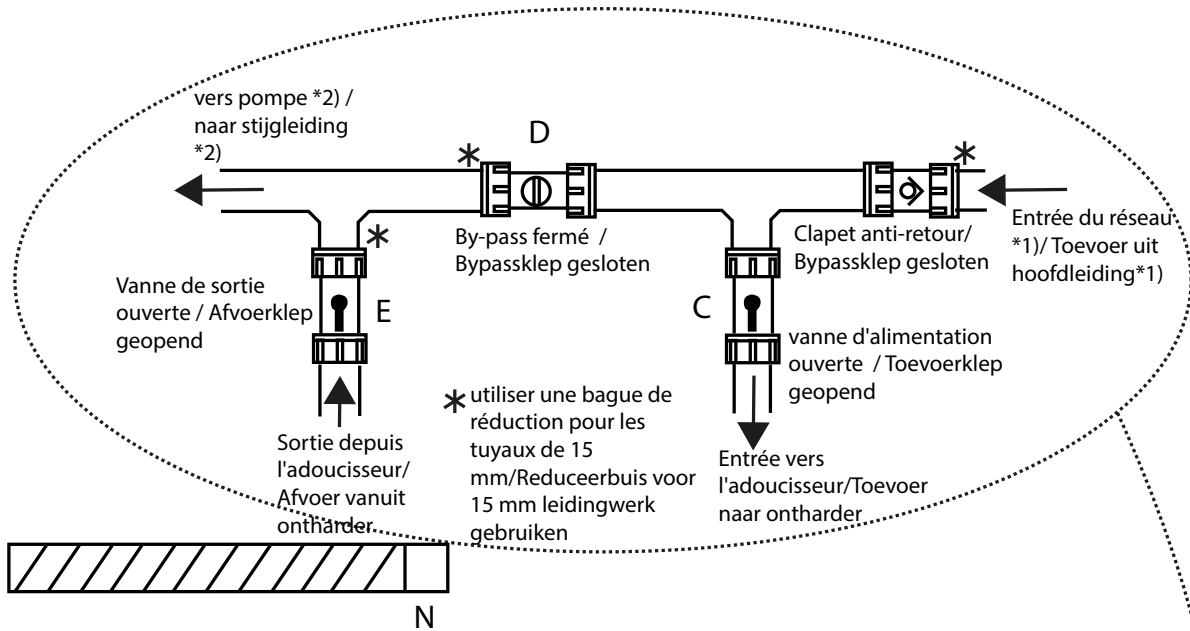 vers pompe *2) /
naar stijgleiding
*2)
D
*
*
By-pass fermé /
Bypassklep gesloten
Clapet anti-retour/
Bypassklep gesloten
Entrée du réseau
*1)/ Toevoer uit
hoofdleiding*1)
*
Vanne de sortie
ouverte / Afvoerklep
geopend
E
C
vanne d'alimentation
ouverte / Toevoerklep
geopend
* utiliser une bague de
réduction pour les
tuyaux de 15
mm/Reduceerbuis voor
15 mm leidingwerk
gebruiken
Sortie depuis
l'adoucisseur/
Afvoer vanuit
ontharder
Entrée vers
l'adoucisseur/Toevoer
naar ontharder
N